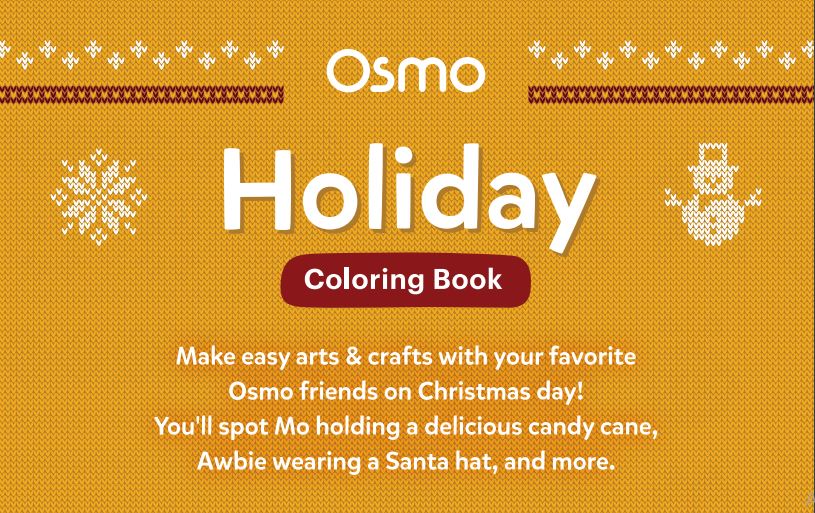 Osmo
Holiday
Coloring Book
Make easy arts & crafts with your favorite
Osmo friends on Christmas day!
You'll spot Mo holding a delicious candy cane,
Awbie wearing a Santa hat, and more.